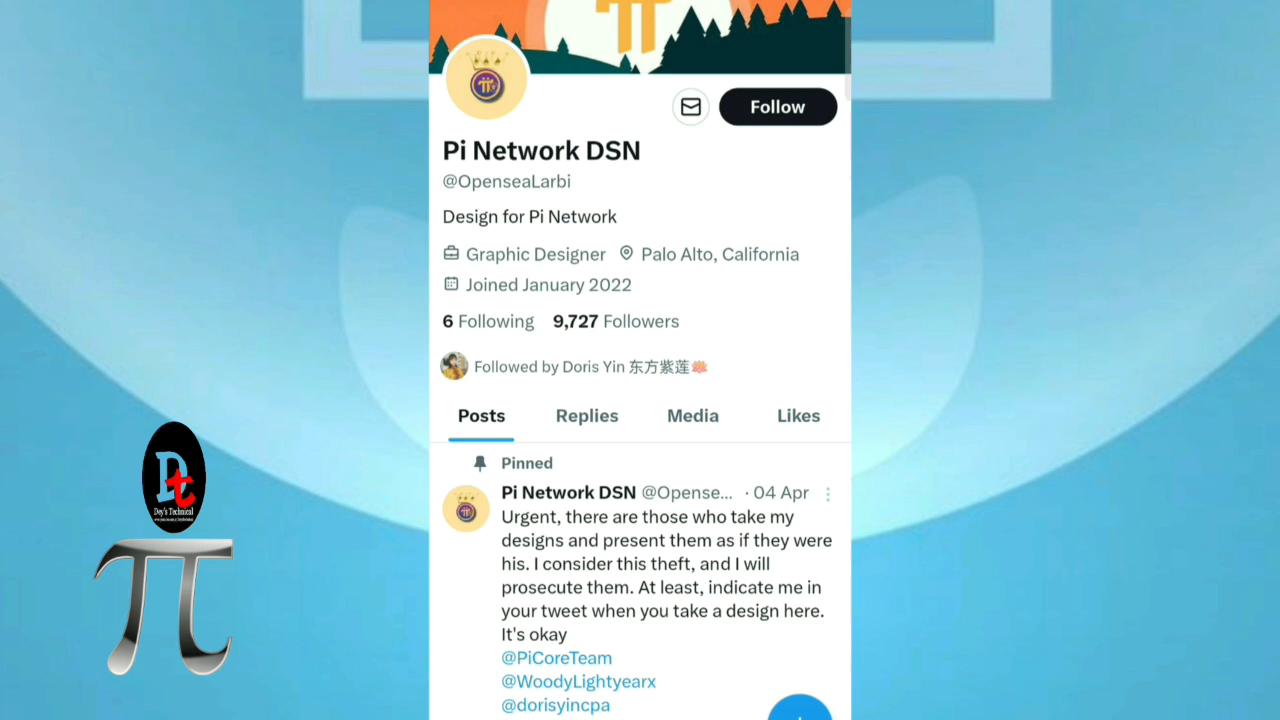 Follow
Pi Network DSN
@OpenseaLarbi
Design for Pi Network
Graphic Designer Palo Alto, California
Joined January 2022
6 Following 9,727 Followers
Followed by Doris Yin 东方紫莲🪷
Posts Replies Media Likes
Pinned
Pi Network DSN @Opense... · 04 Apr
Urgent, there are those who take my
designs and present them as if they were
his. I consider this theft, and I will
prosecute them. At least, indicate me in
your tweet when you take a design here.
It's okay
@PiCoreTeam
@WoodyLightyearx
@dorisyincpa
Dt
Dey's Technical